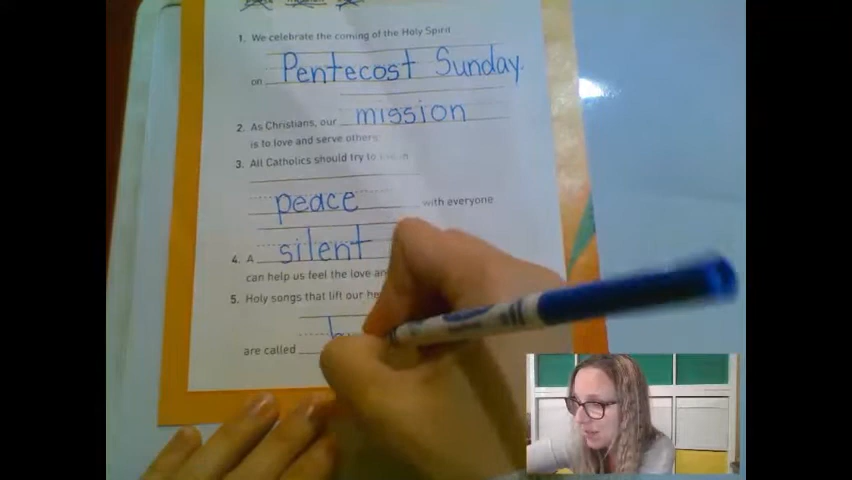 1. We celebrate the coming of the Holy Spirit
on Pentecost Sunday.
2. As Christians, our mission
is to love and serve others.
3. All Catholics should try to
peace with everyone
4. A silent
can help us feel the love
5. Holy songs that lift our
are called